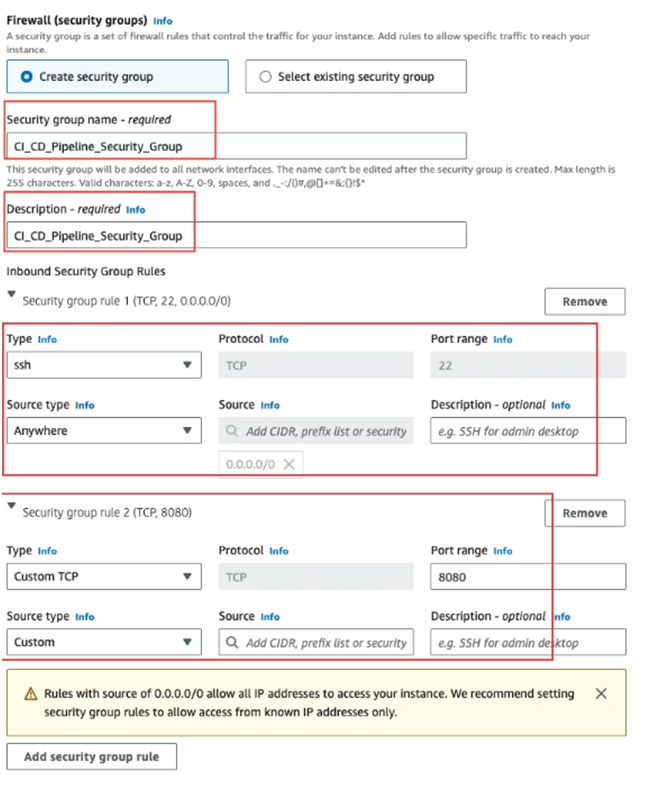 Firewall (security groups) Info
A security group is a set of firewall rules that control the traffic for your instance. Add rules to allow specific traffic to reach your
instance.
Create security group
Select existing security group
Security group name - required
CI_CD_Pipeline_Security_Group
This security group will be added to all network interfaces. The name can't be edited after the security group is created. Max length is
255 characters. Valid characters: a-z, A-Z, 0-9, spaces, and ._-:/()#,@[]+=&;{}!$*
Description - required Info
CI_CD_Pipeline_Security_Group
Inbound Security Group Rules
Security group rule 1 (TCP, 22, 0.0.0.0/0)
Remove
Type Info
Protocol Info
Port range Info
ssh
TCP
22
Source type Info
Source Info
Description - optional Info
Anywhere
Add CIDR, prefix list or security
e.g. SSH for admin desktop
0.0.0.0/0
Security group rule 2 (TCP, 8080)
Remove
Type Info
Protocol Info
Port range Info
Custom TCP
TCP
8080
Source type Info
Source Info
Description - optional Info
Custom
Add CIDR, prefix list or security
e.g. SSH for admin desktop
Rules with source of 0.0.0.0/0 allow all IP addresses to access your instance. We recommend setting
security group rules to allow access from known IP addresses only.
Add security group rule